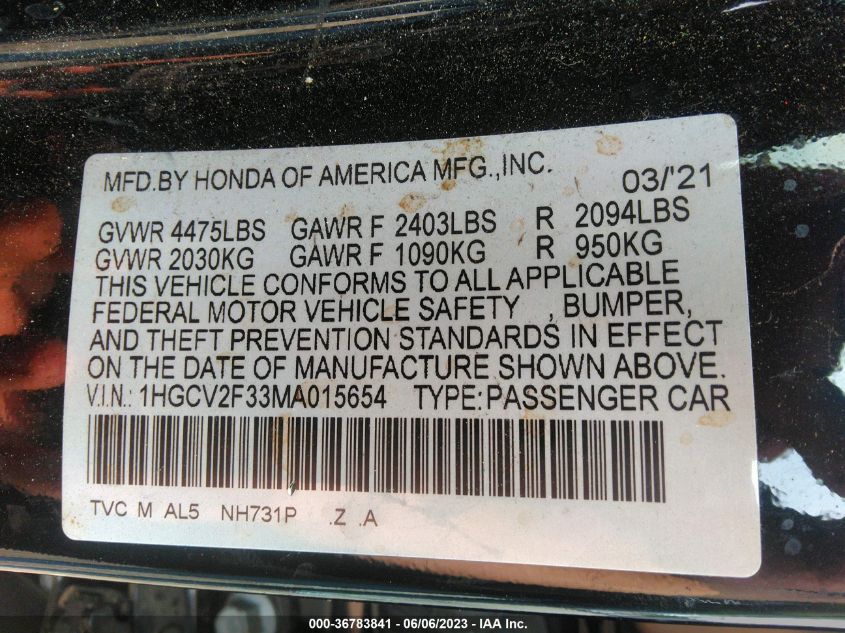 MFD.BY HONDA OF AMERICA MFG.,INC. 03/'21
GVWR 4475LBS GAWR F 2403LBS R 2094LBS
GVWR 2030KG GAWR F 1090KG R 950KG
THIS VEHICLE CONFORMS TO ALL APPLICABLE
FEDERAL MOTOR VEHICLE SAFETY , BUMPER,
AND THEFT PREVENTION STANDARDS IN EFFECT
ON THE DATE OF MANUFACTURE SHOWN ABOVE.
V.I.N.: 1HGCV2F33MA015654 TYPE:PASSENGER CAR
TVC M AL5 NH731P .Z .A
000-36783841 - 06/06/2023 - IAA Inc.